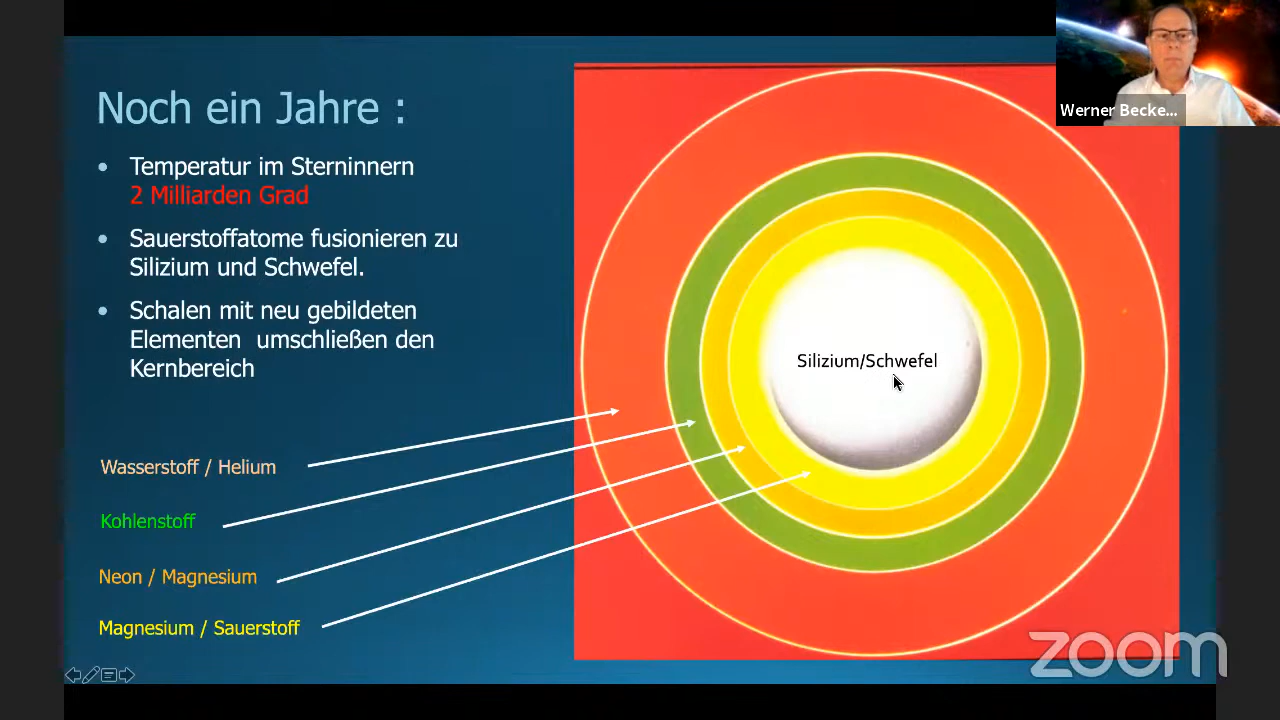 Noch ein Jahre :
Temperatur im Sterninnern
2 Milliarden Grad
Sauerstoffatome fusionieren zu
Silizium und Schwefel.
Schalen mit neu gebildeten
Elementen umschließen den
Kernbereich
Wasserstoff / Helium
Kohlenstoff
Neon / Magnesium
Magnesium / Sauerstoff
Silizium/Schwefel
Werner Becke...
zoom